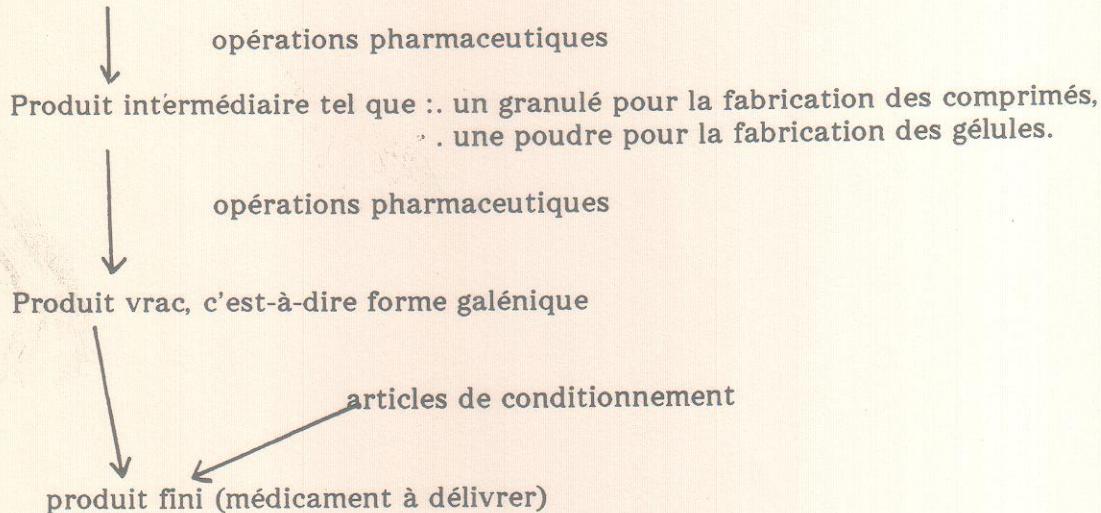 opérations pharmaceutiques
Produit intermédiaire tel que :. un granulé pour la fabrication des comprimés,
. une poudre pour la fabrication des gélules.
opérations pharmaceutiques
Produit vrac, c'est-à-dire forme galénique
articles de conditionnement
produit fini (médicament à délivrer)